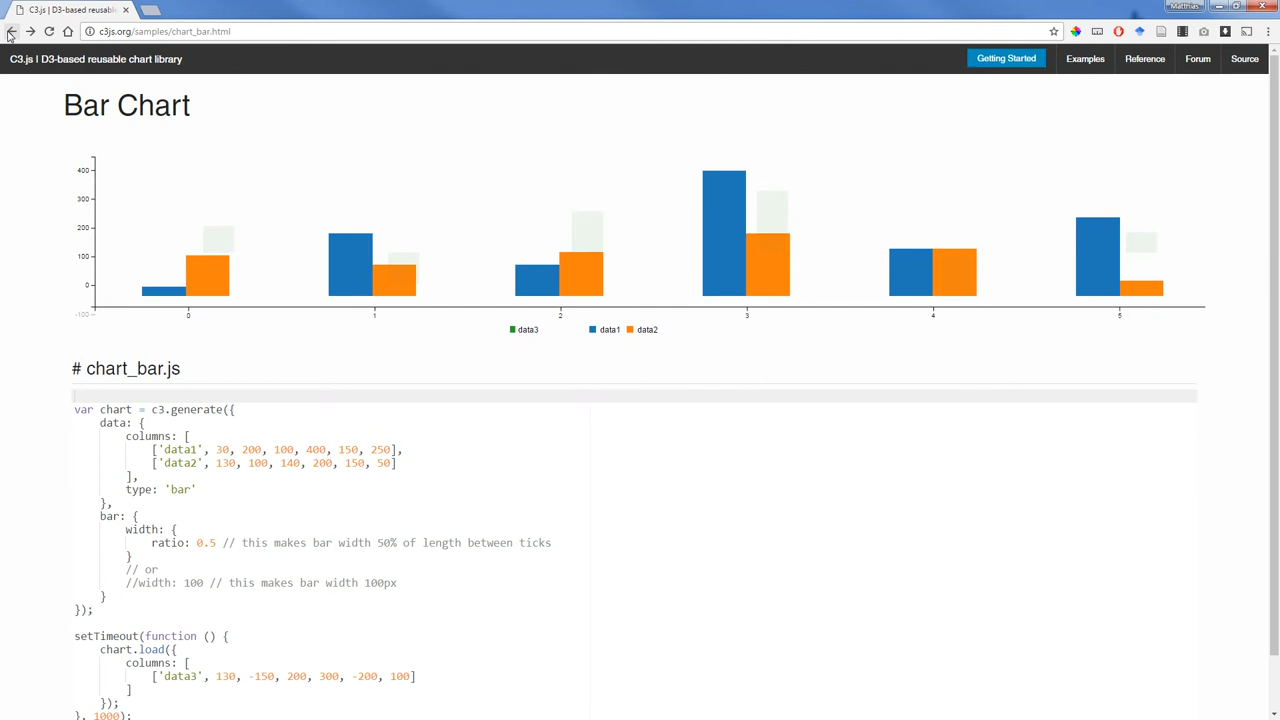 C3.js | D3-based reusable
Matthias
c3js.org/samples/chart_bar.html
C3.js | D3-based reusable chart library
Getting Started
Examples
Reference
Forum
Source
Bar Chart
400
300
200
100
0
-100
0
1
2
3
4
5
data3
data1
data2
# chart_bar.js
var chart = c3.generate({
data: {
columns: [
['data1', 30, 200, 100, 400, 150, 250],
['data2', 130, 100, 140, 200, 150, 50]
],
type: 'bar'
},
bar: {
width: {
ratio: 0.5 // this makes bar width 50% of length between ticks
}
// or
//width: 100 // this makes bar width 100px
}
});
setTimeout(function () {
chart.load({
columns: [
['data3', 130, -150, 200, 300, -200, 100]
]
});
}, 1000);